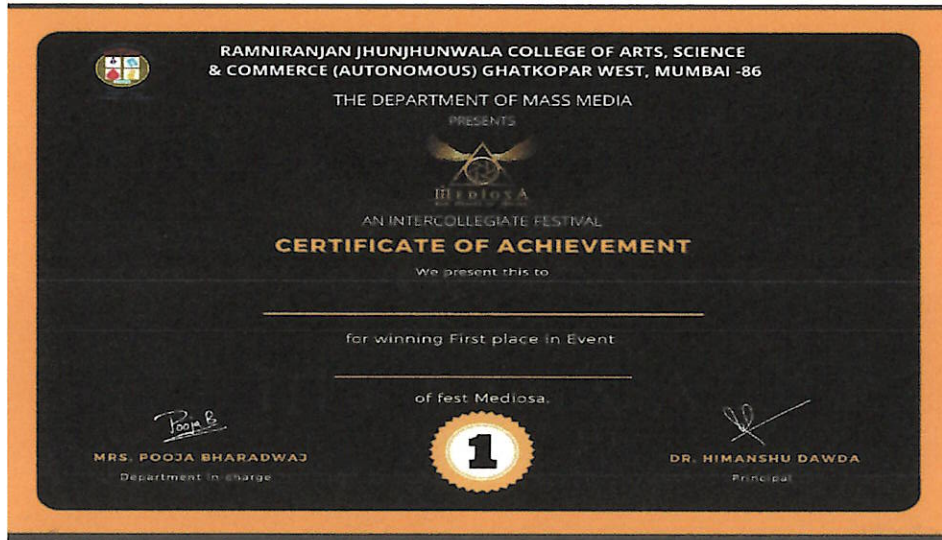 RAMNIRANJAN JHUNJHUNWALA COLLEGE OF ARTS, SCIENCE
& COMMERCE (AUTONOMOUS) GHATKOPAR WEST, MUMBAI -86
THE DEPARTMENT OF MASS MEDIA
PRESENTS
MEDIOSA
AN INTERCOLLEGIATE FESTIVAL
CERTIFICATE OF ACHIEVEMENT
We present this to
for winning First place in Event
of fest Mediosa.
Pooja B
1
MRS. POOJA BHARADWAJ
DR. HIMANSHU DAWDA
Department In-charge
Principal